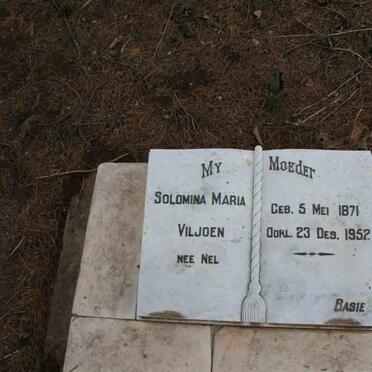 My Moeder
Solomina Maria
Viljoen
nee Nel
Geb. 5 Mei 1871
Oorl. 23 Des. 1952
Basie